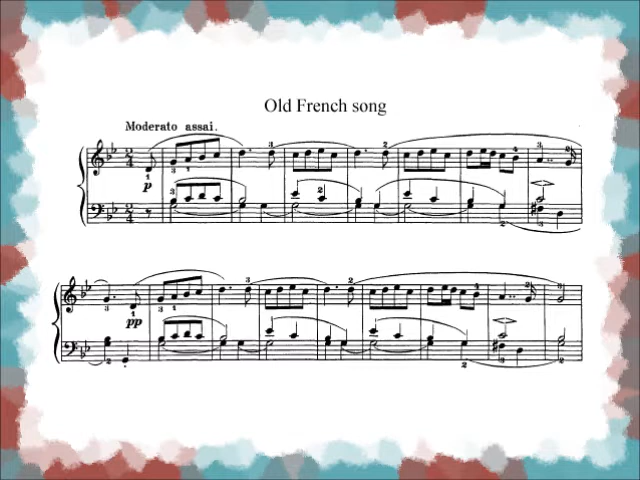 Old French song
Moderato assai.
p
pp